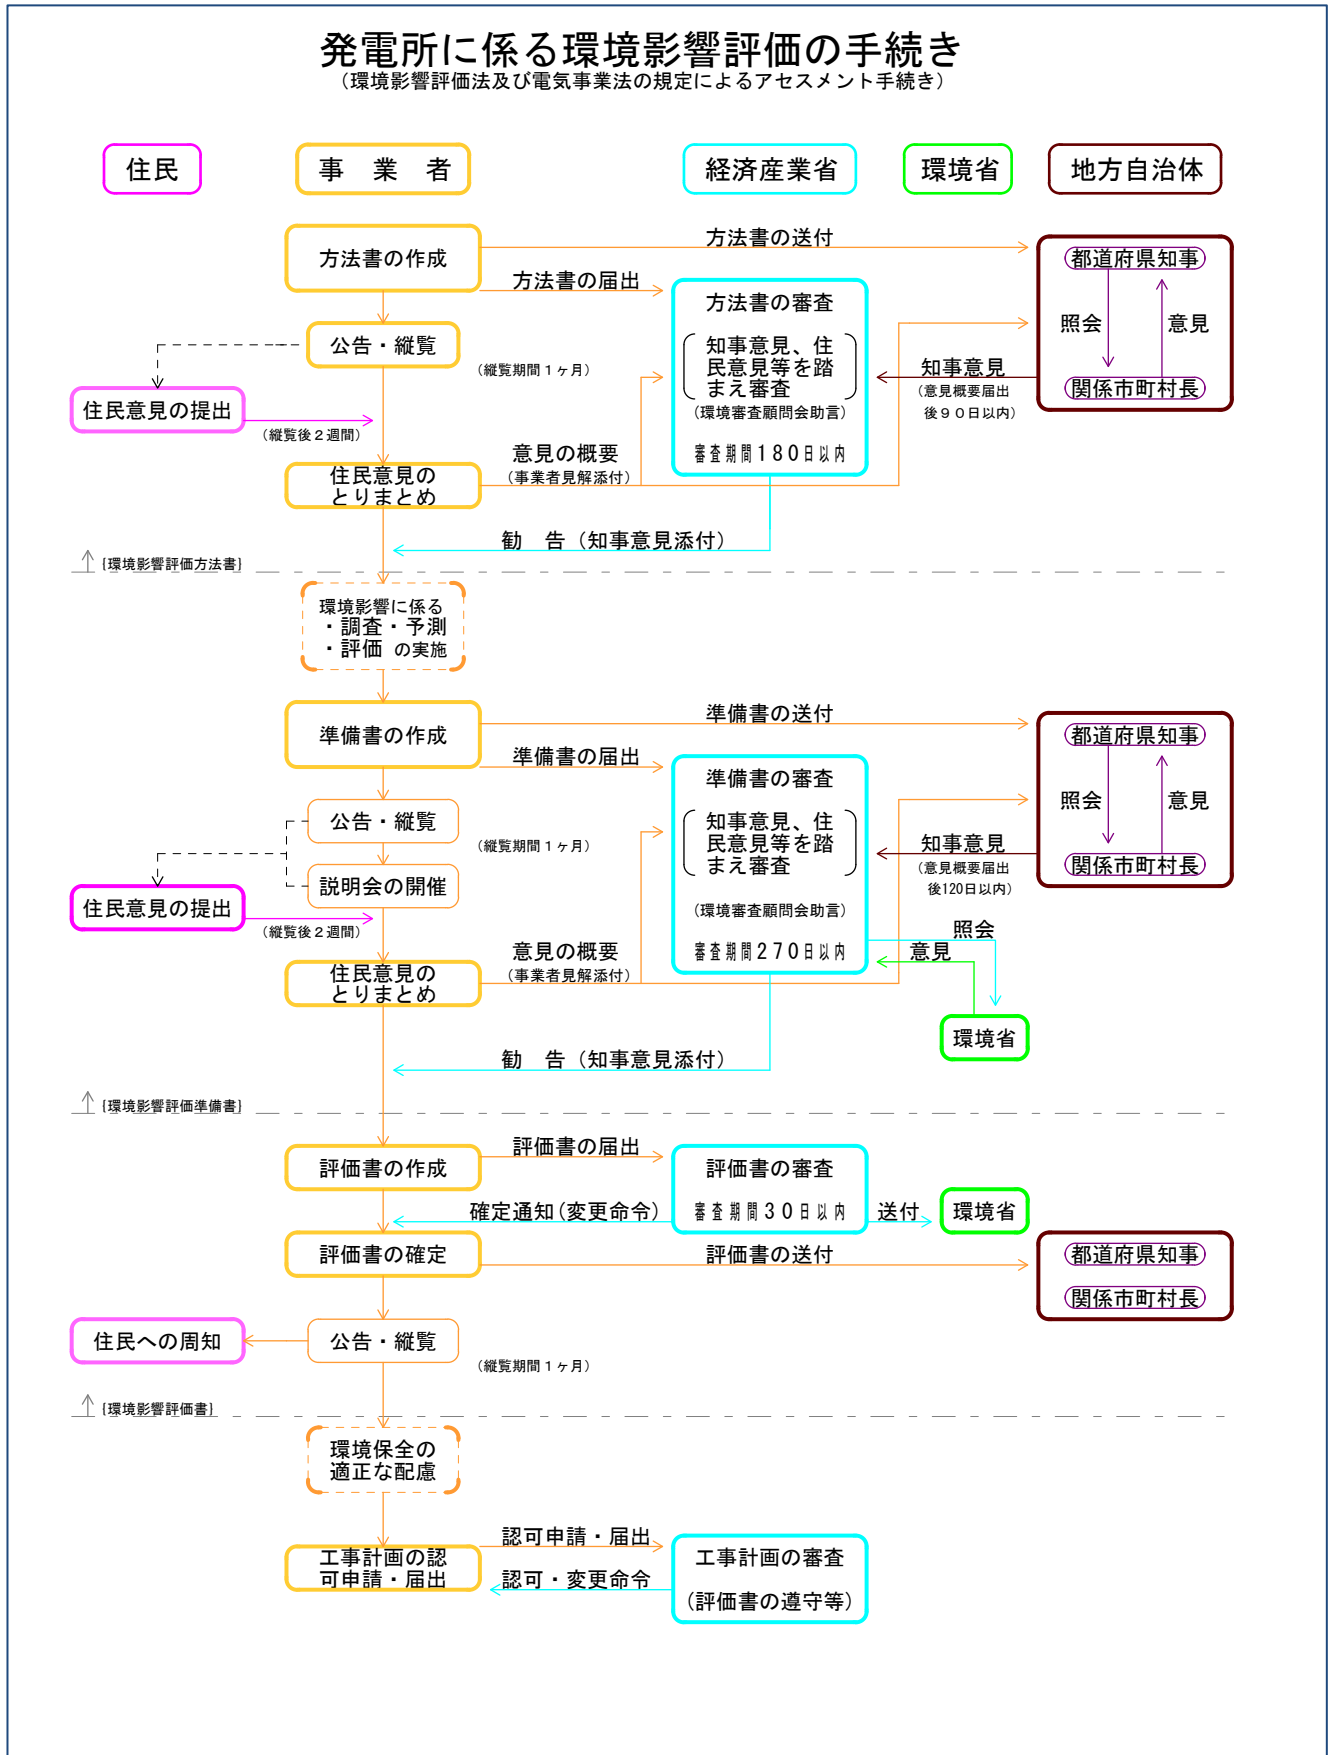 発電所に係る環境影響評価の手続き
（環境影響評価法及び電気事業法の規定によるアセスメント手続き）
住民
事　業　者
経済産業省
環境省
地方自治体
方法書の作成
方法書の送付
都道府県知事
方法書の届出
方法書の審査
公告・縦覧
照会
意見
知事意見、住
民意見等を踏
まえ審査
（縦覧期間１ヶ月）
知事意見
（意見概要届出
後９０日以内）
関係市町村長
住民意見の提出
（環境審査顧問会助言）
（縦覧後２週間）
意見の概要
（事業者見解添付）
審査期間180日以内
住民意見の
とりまとめ
勧　告（知事意見添付）
{環境影響評価方法書}
環境影響に係る
・調査・予測
・評価 の実施
準備書の作成
準備書の送付
都道府県知事
準備書の届出
準備書の審査
公告・縦覧
照会
意見
知事意見、住
民意見等を踏
まえ審査
（縦覧期間１ヶ月）
知事意見
（意見概要届出
後120日以内）
関係市町村長
説明会の開催
住民意見の提出
（環境審査顧問会助言）
（縦覧後２週間）
照会
意見の概要
（事業者見解添付）
審査期間270日以内
意見
住民意見の
とりまとめ
環境省
勧　告（知事意見添付）
{環境影響評価準備書}
評価書の作成
評価書の届出
評価書の審査
確定通知(変更命令)
審査期間30日以内
送付
環境省
評価書の確定
評価書の送付
都道府県知事
関係市町村長
住民への周知
公告・縦覧
（縦覧期間１ヶ月）
{環境影響評価書}
環境保全の
適正な配慮
認可申請・届出
工事計画の認
可申請・届出
工事計画の審査
認可・変更命令
(評価書の遵守等)